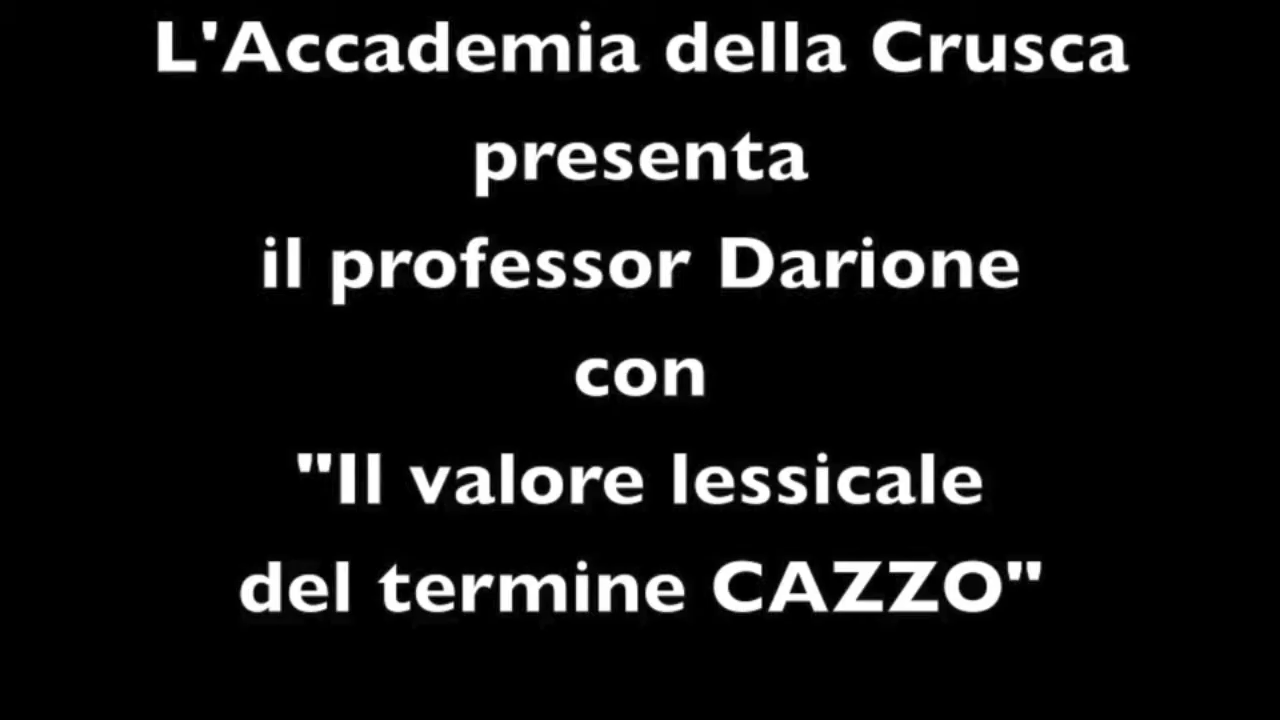 L'Accademia della Crusca
presenta
il professor Darione
con
"Il valore lessicale
del termine CAZZO"